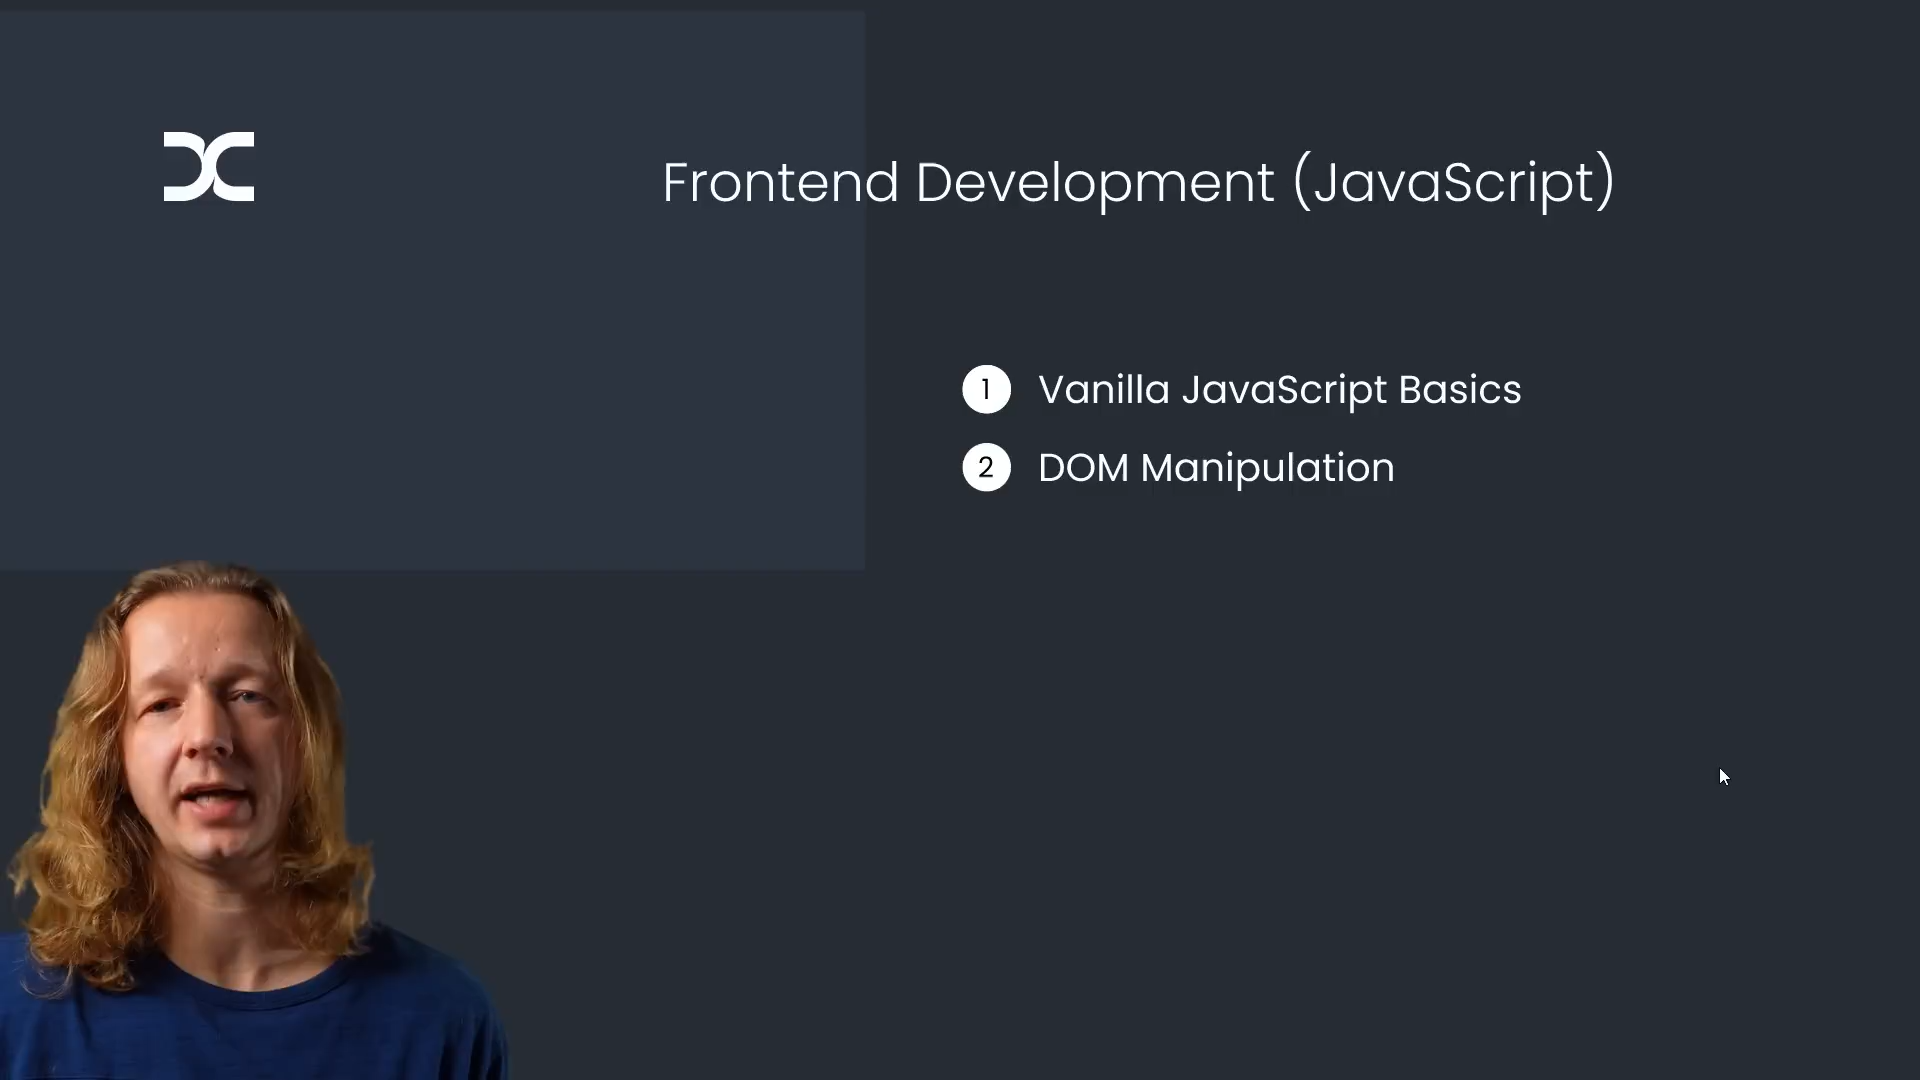 Frontend Development (JavaScript)
1 Vanilla JavaScript Basics
2 DOM Manipulation